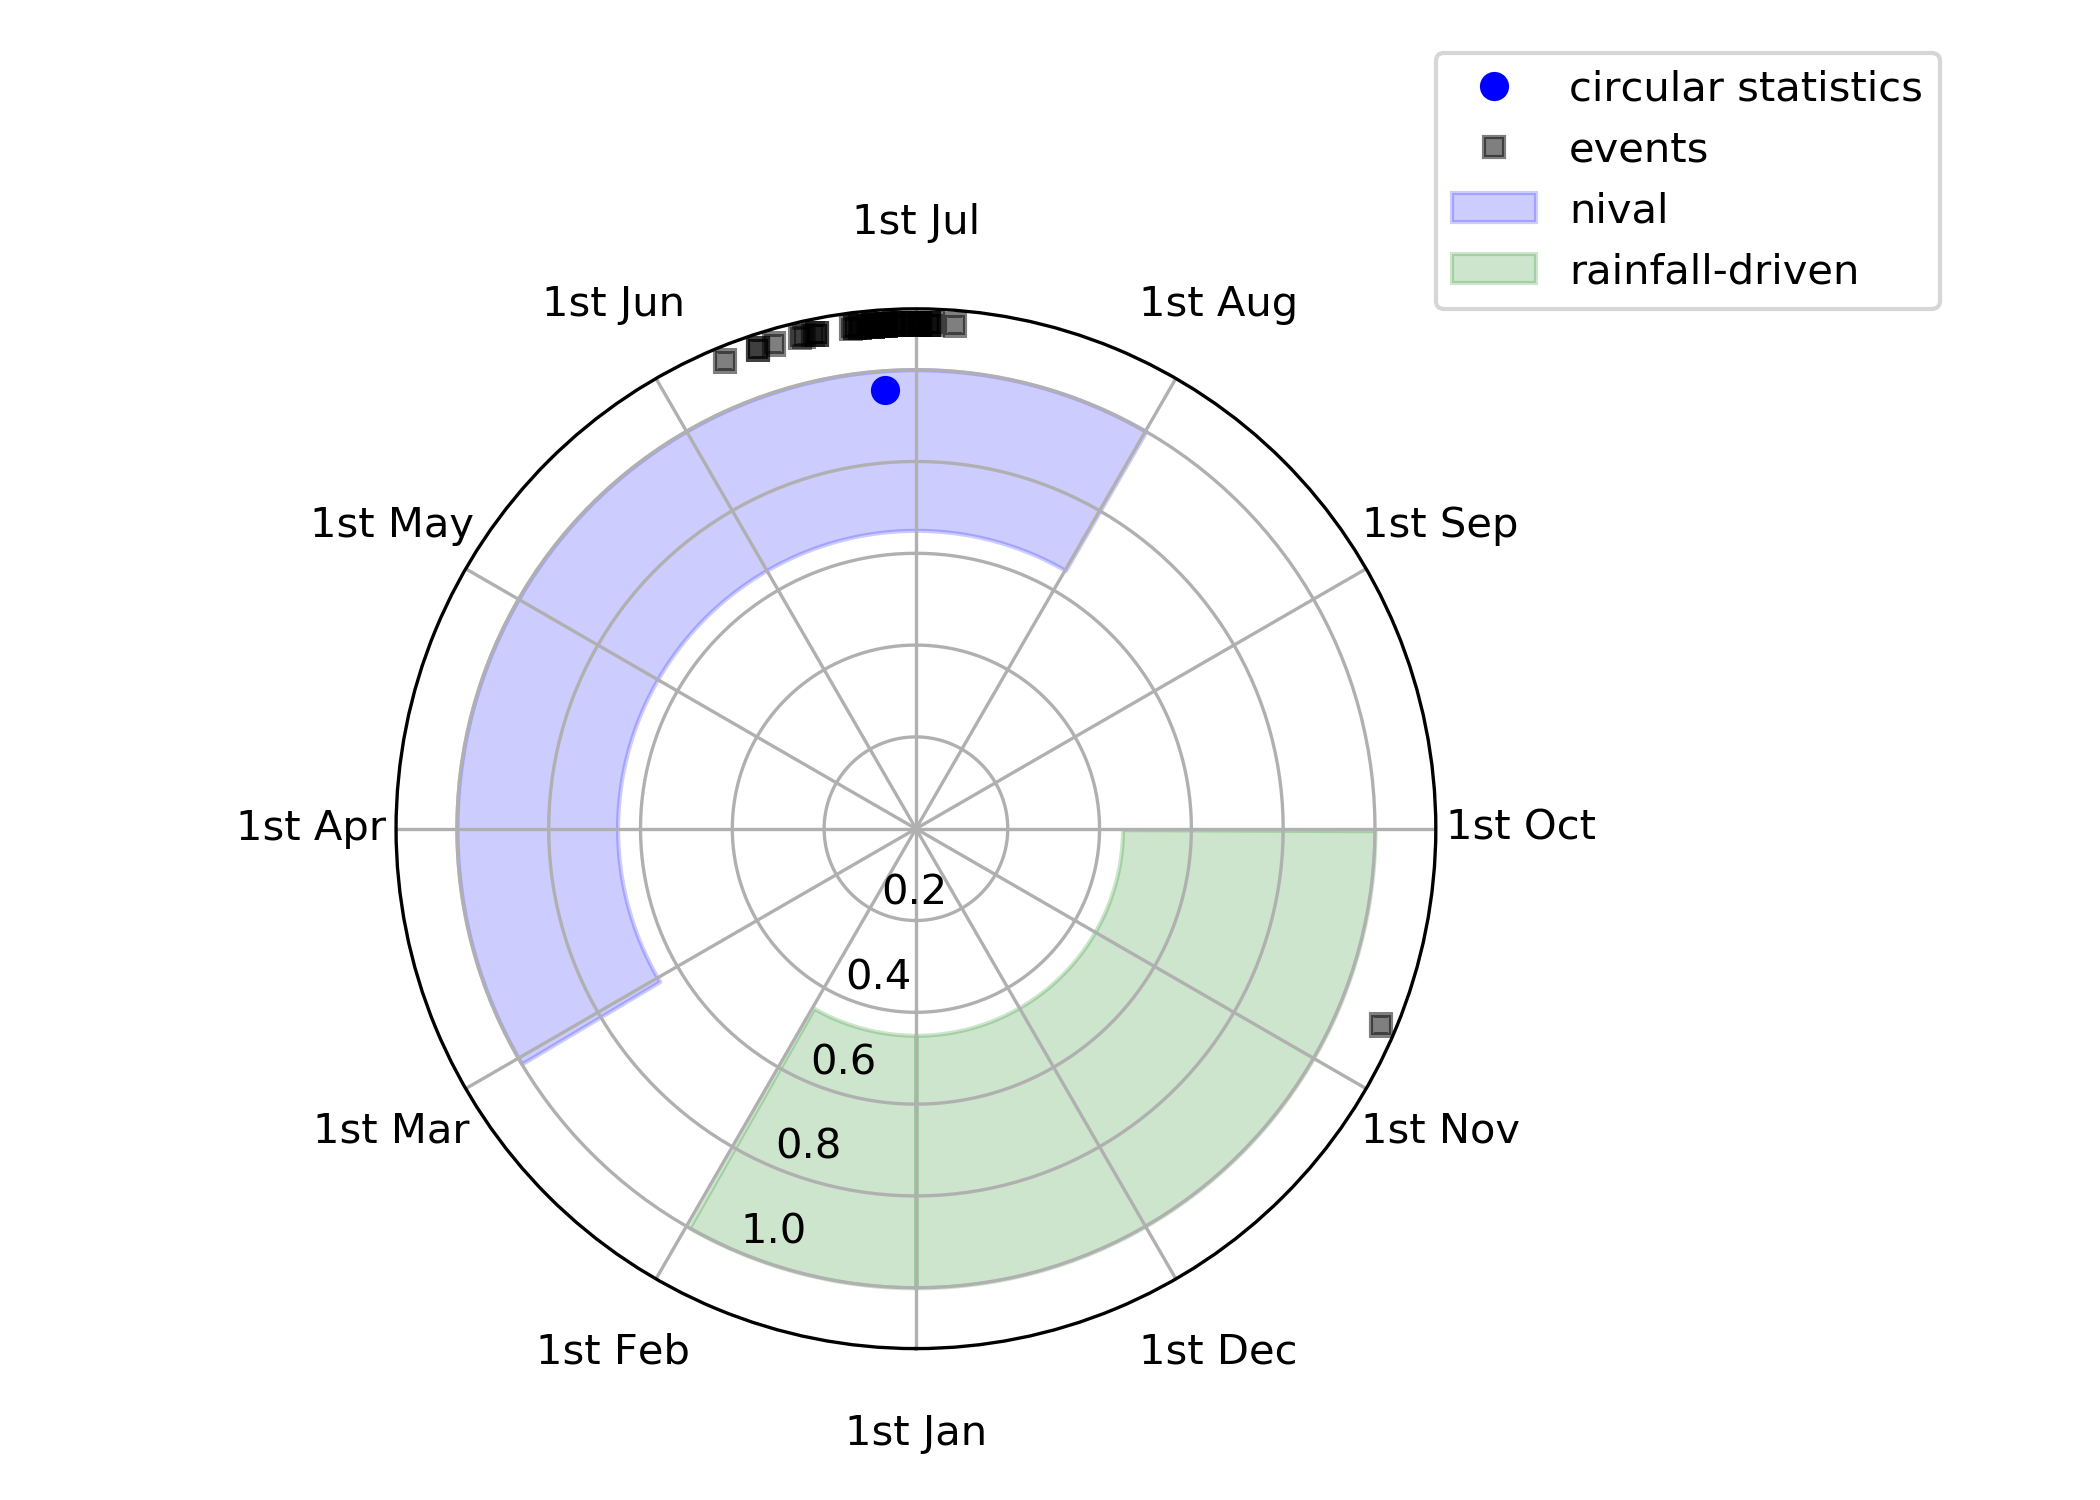 circular statistics
events
nival
rainfall-driven
1st Jul
1st Jun
1st Aug
1st May
1st Sep
1st Apr
1st Oct
0.2
0.4
0.6
0.8
1.0
1st Mar
1st Nov
1st Feb
1st Dec
1st Jan